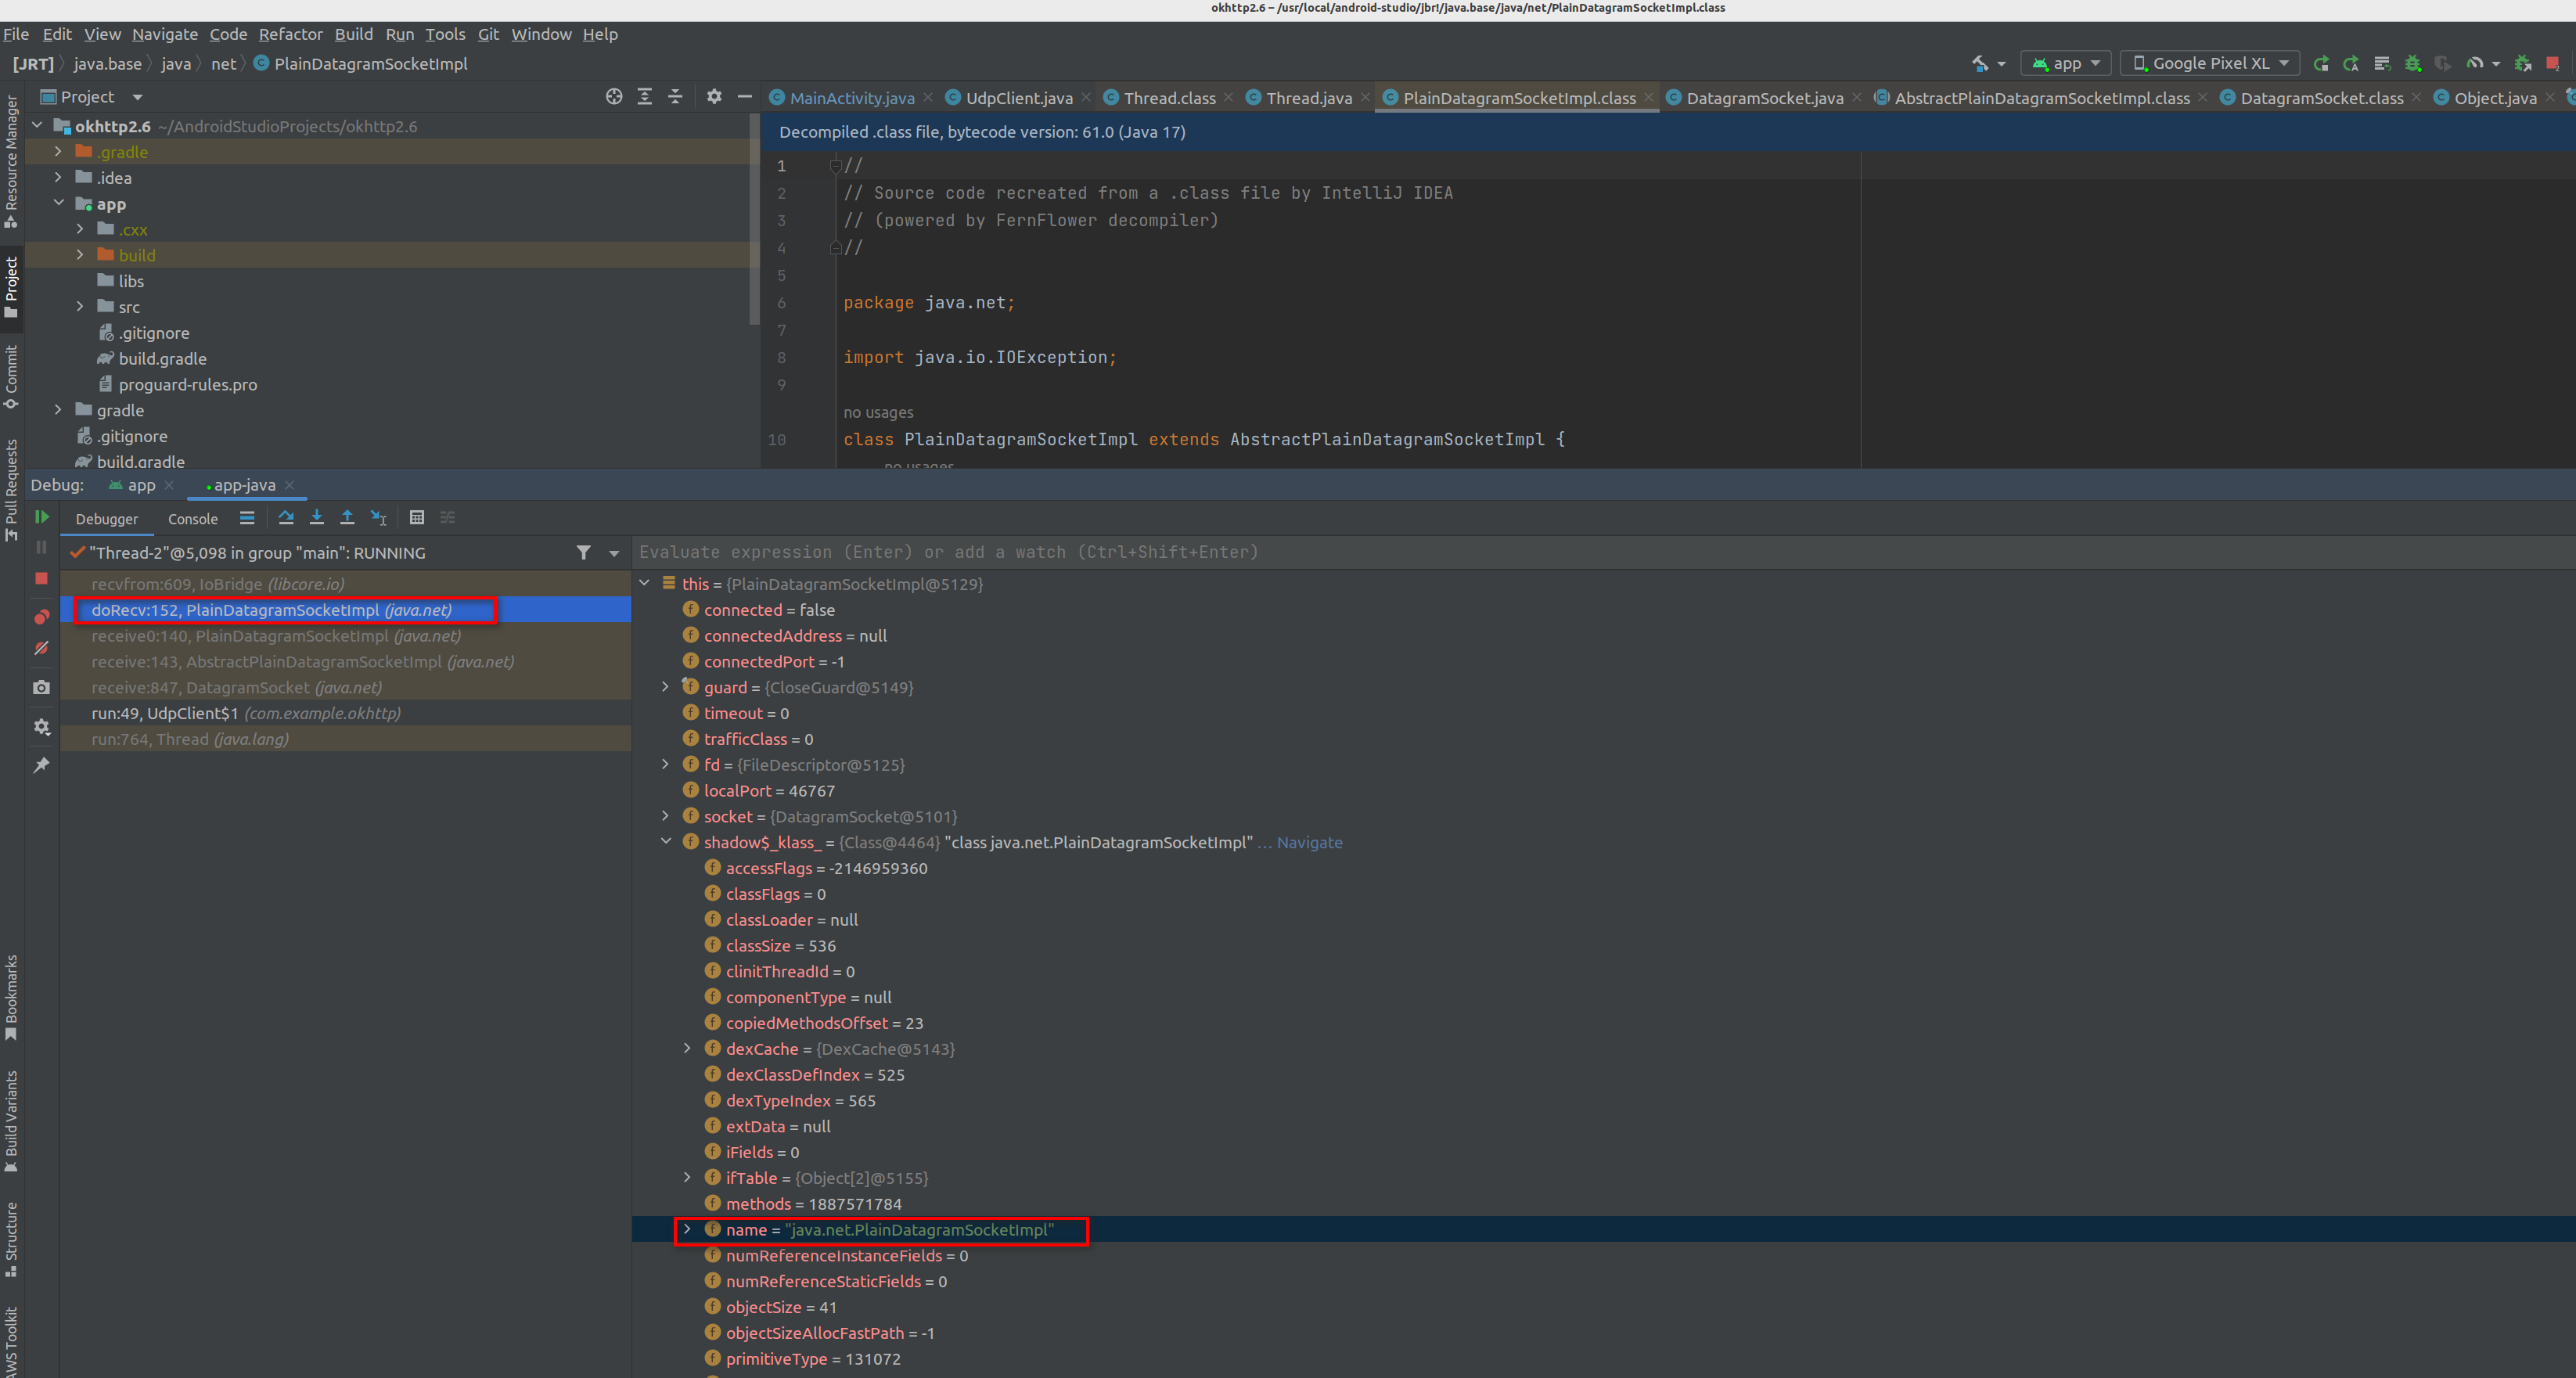 okhttp2.6 – /usr/local/android-studio/jbr!/java.base/java/net/PlainDatagramSocketImpl.class
File Edit View Navigate Code Refactor Build Run Tools Git Window Help
[JRT] java.base java net PlainDatagramSocketImpl
app Google Pixel XL
Project
MainActivity.java UdpClient.java Thread.class Thread.java PlainDatagramSocketImpl.class DatagramSocket.java AbstractPlainDatagramSocketImpl.class DatagramSocket.class Object.java
Resource Manager
Project
Commit
Pull Requests
Bookmarks
Build Variants
Structure
AWS Toolkit
okhttp2.6 ~/AndroidStudioProjects/okhttp2.6
.gradle
.idea
app
.cxx
build
libs
src
.gitignore
build.gradle
proguard-rules.pro
gradle
.gitignore
build.gradle
Decompiled .class file, bytecode version: 61.0 (Java 17)
1 //
2 // Source code recreated from a .class file by IntelliJ IDEA
3 // (powered by FernFlower decompiler)
4 //
5
6 package java.net;
7
8 import java.io.IOException;
9
no usages
10 class PlainDatagramSocketImpl extends AbstractPlainDatagramSocketImpl {
no usages
Debug: app app-java
Debugger Console
"Thread-2"@5,098 in group "main": RUNNING
recvfrom:609, IoBridge (libcore.io)
doRecv:152, PlainDatagramSocketImpl (java.net)
receive0:140, PlainDatagramSocketImpl (java.net)
receive:143, AbstractPlainDatagramSocketImpl (java.net)
receive:847, DatagramSocket (java.net)
run:49, UdpClient$1 (com.example.okhttp)
run:764, Thread (java.lang)
Evaluate expression (Enter) or add a watch (Ctrl+Shift+Enter)
this = {PlainDatagramSocketImpl@5129}
connected = false
connectedAddress = null
connectedPort = -1
guard = {CloseGuard@5149}
timeout = 0
trafficClass = 0
fd = {FileDescriptor@5125}
localPort = 46767
socket = {DatagramSocket@5101}
shadow$_klass_ = {Class@4464} "class java.net.PlainDatagramSocketImpl" ... Navigate
accessFlags = -2146959360
classFlags = 0
classLoader = null
classSize = 536
clinitThreadId = 0
componentType = null
copiedMethodsOffset = 23
dexCache = {DexCache@5143}
dexClassDefIndex = 525
dexTypeIndex = 565
extData = null
iFields = 0
ifTable = {Object[2]@5155}
methods = 1887571784
name = "java.net.PlainDatagramSocketImpl"
numReferenceInstanceFields = 0
numReferenceStaticFields = 0
objectSize = 41
objectSizeAllocFastPath = -1
primitiveType = 131072